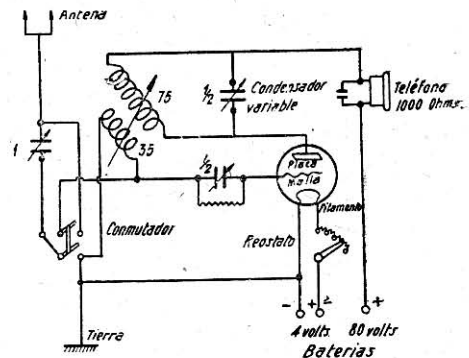 Antena
75
½
Condensador
variable
Teléfono
1000 Ohms.
1
35
½
Placa
Malla
Filamento
Conmutador
Reostato
- + - +
4 volts. 80 volts
Tierra
Baterias